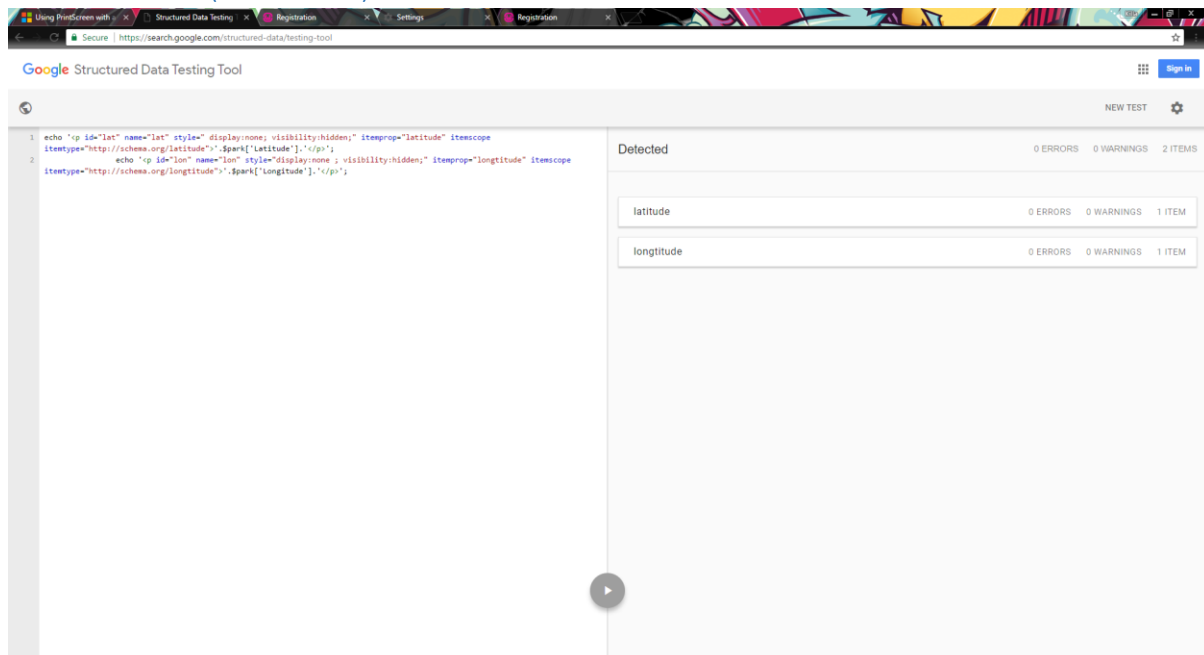 Using PrintScreen with
Structured Data Testing
Registration
Settings
Registration
Secure | https://search.google.com/structured-data/testing-tool
Google Structured Data Testing Tool
Sign in
NEW TEST
1 echo '<p id="lat" name="lat" style=" display:none; visibility:hidden;" itemprop="latitude" itemscope
itemtype="http://schema.org/latitude">'.$park['Latitude'].'</p>';
2 echo '<p id="lon" name="lon" style="display:none ; visibility:hidden;" itemprop="longtitude" itemscope
itemtype="http://schema.org/longtitude">'.$park['Longitude'].'</p>';
Detected 0 ERRORS 0 WARNINGS 2 ITEMS
latitude 0 ERRORS 0 WARNINGS 1 ITEM
longtitude 0 ERRORS 0 WARNINGS 1 ITEM